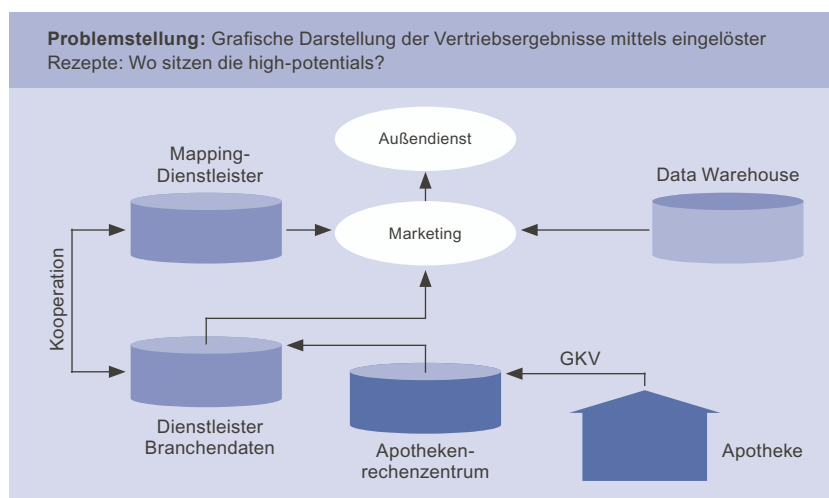 Problemstellung: Grafische Darstellung der Vertriebsergebnisse mittels eingelöster
Rezepte: Wo sitzen die high-potentials?
Außendienst
Mapping-
Dienstleister
Data Warehouse
Marketing
Kooperation
GKV
Dienstleister
Branchendaten
Apotheken-
rechenzentrum
Apotheke